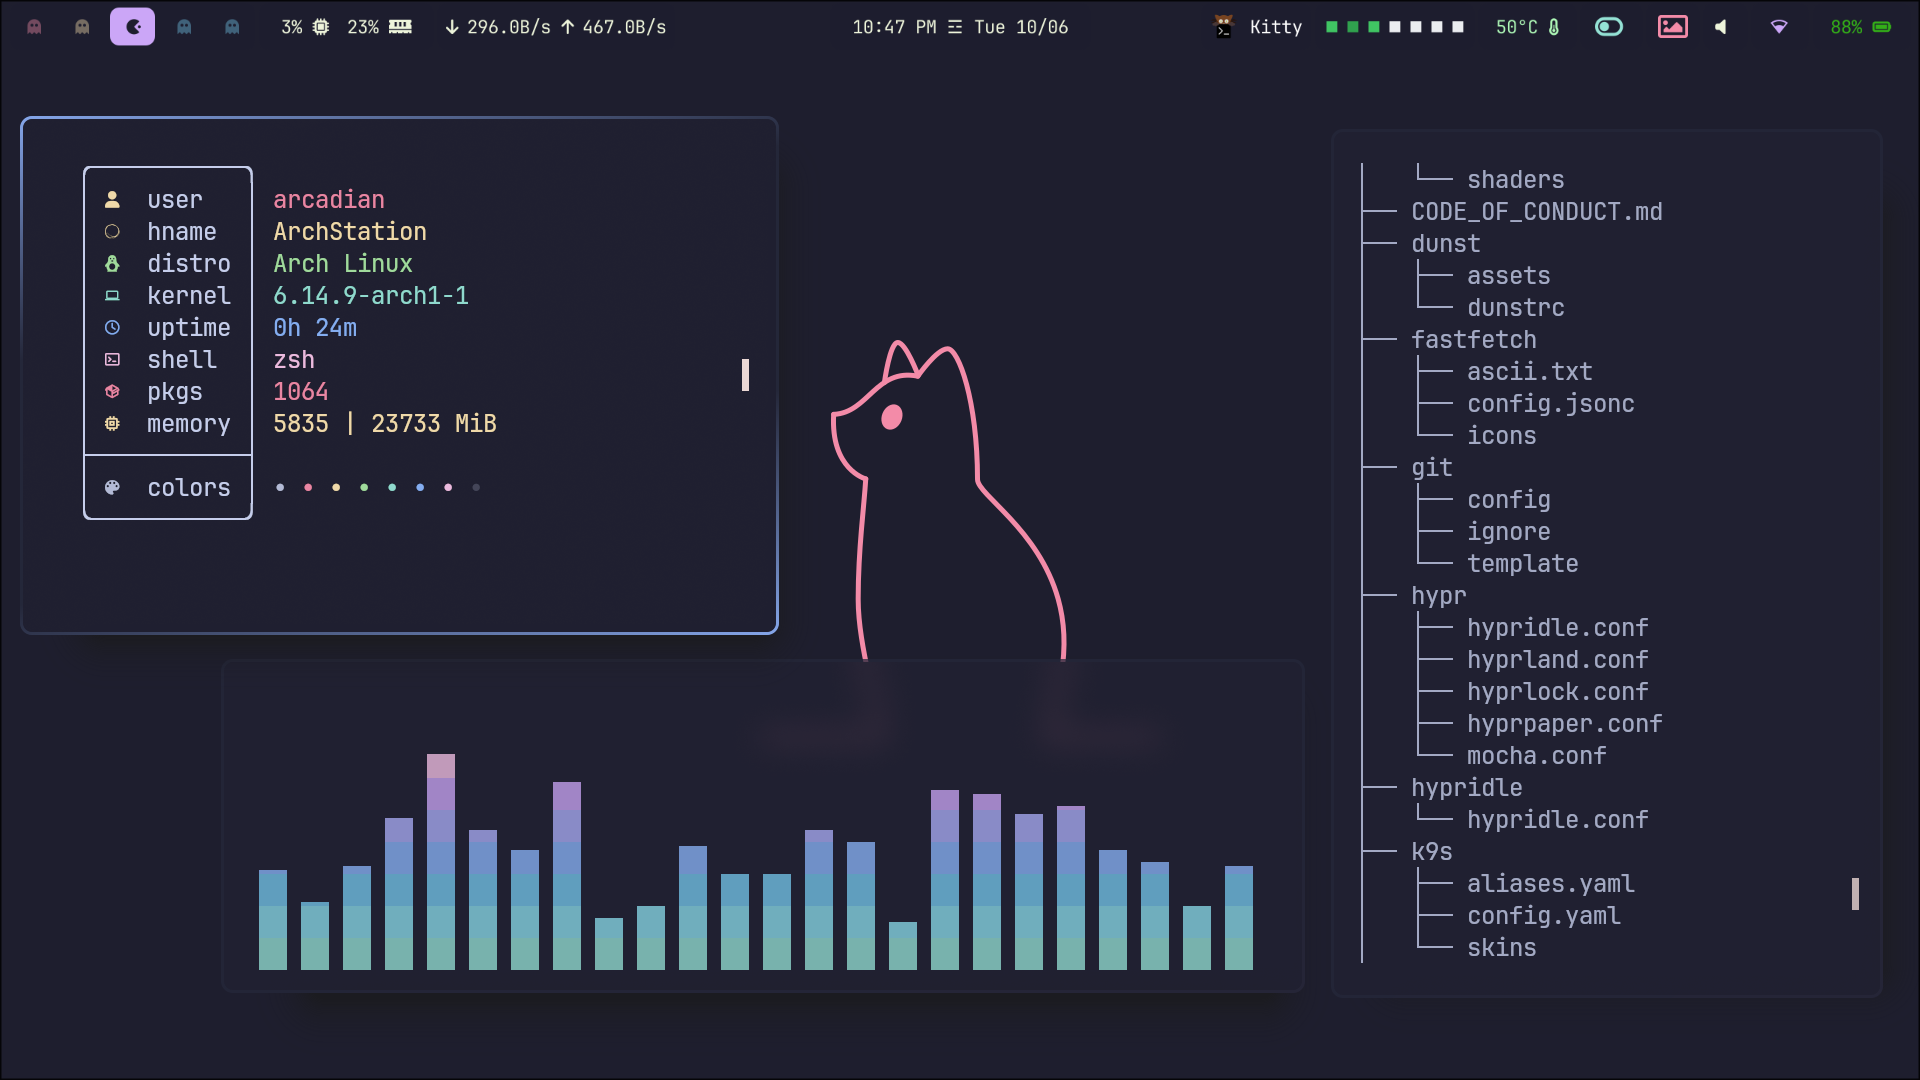 3% 23% 296.0B/s 467.0B/s 10:47 PM Tue 10/06 Kitty 50°C 88%
user arcadian
hname ArchStation
distro Arch Linux
kernel 6.14.9-arch1-1
uptime 0h 24m
shell zsh
pkgs 1064
memory 5835 | 23733 MiB
colors
shaders
CODE_OF_CONDUCT.md
dunst
assets
dunstrc
fastfetch
ascii.txt
config.jsonc
icons
git
config
ignore
template
hypr
hypridle.conf
hyprland.conf
hyprlock.conf
hyprpaper.conf
mocha.conf
hypridle
hypridle.conf
k9s
aliases.yaml
config.yaml
skins